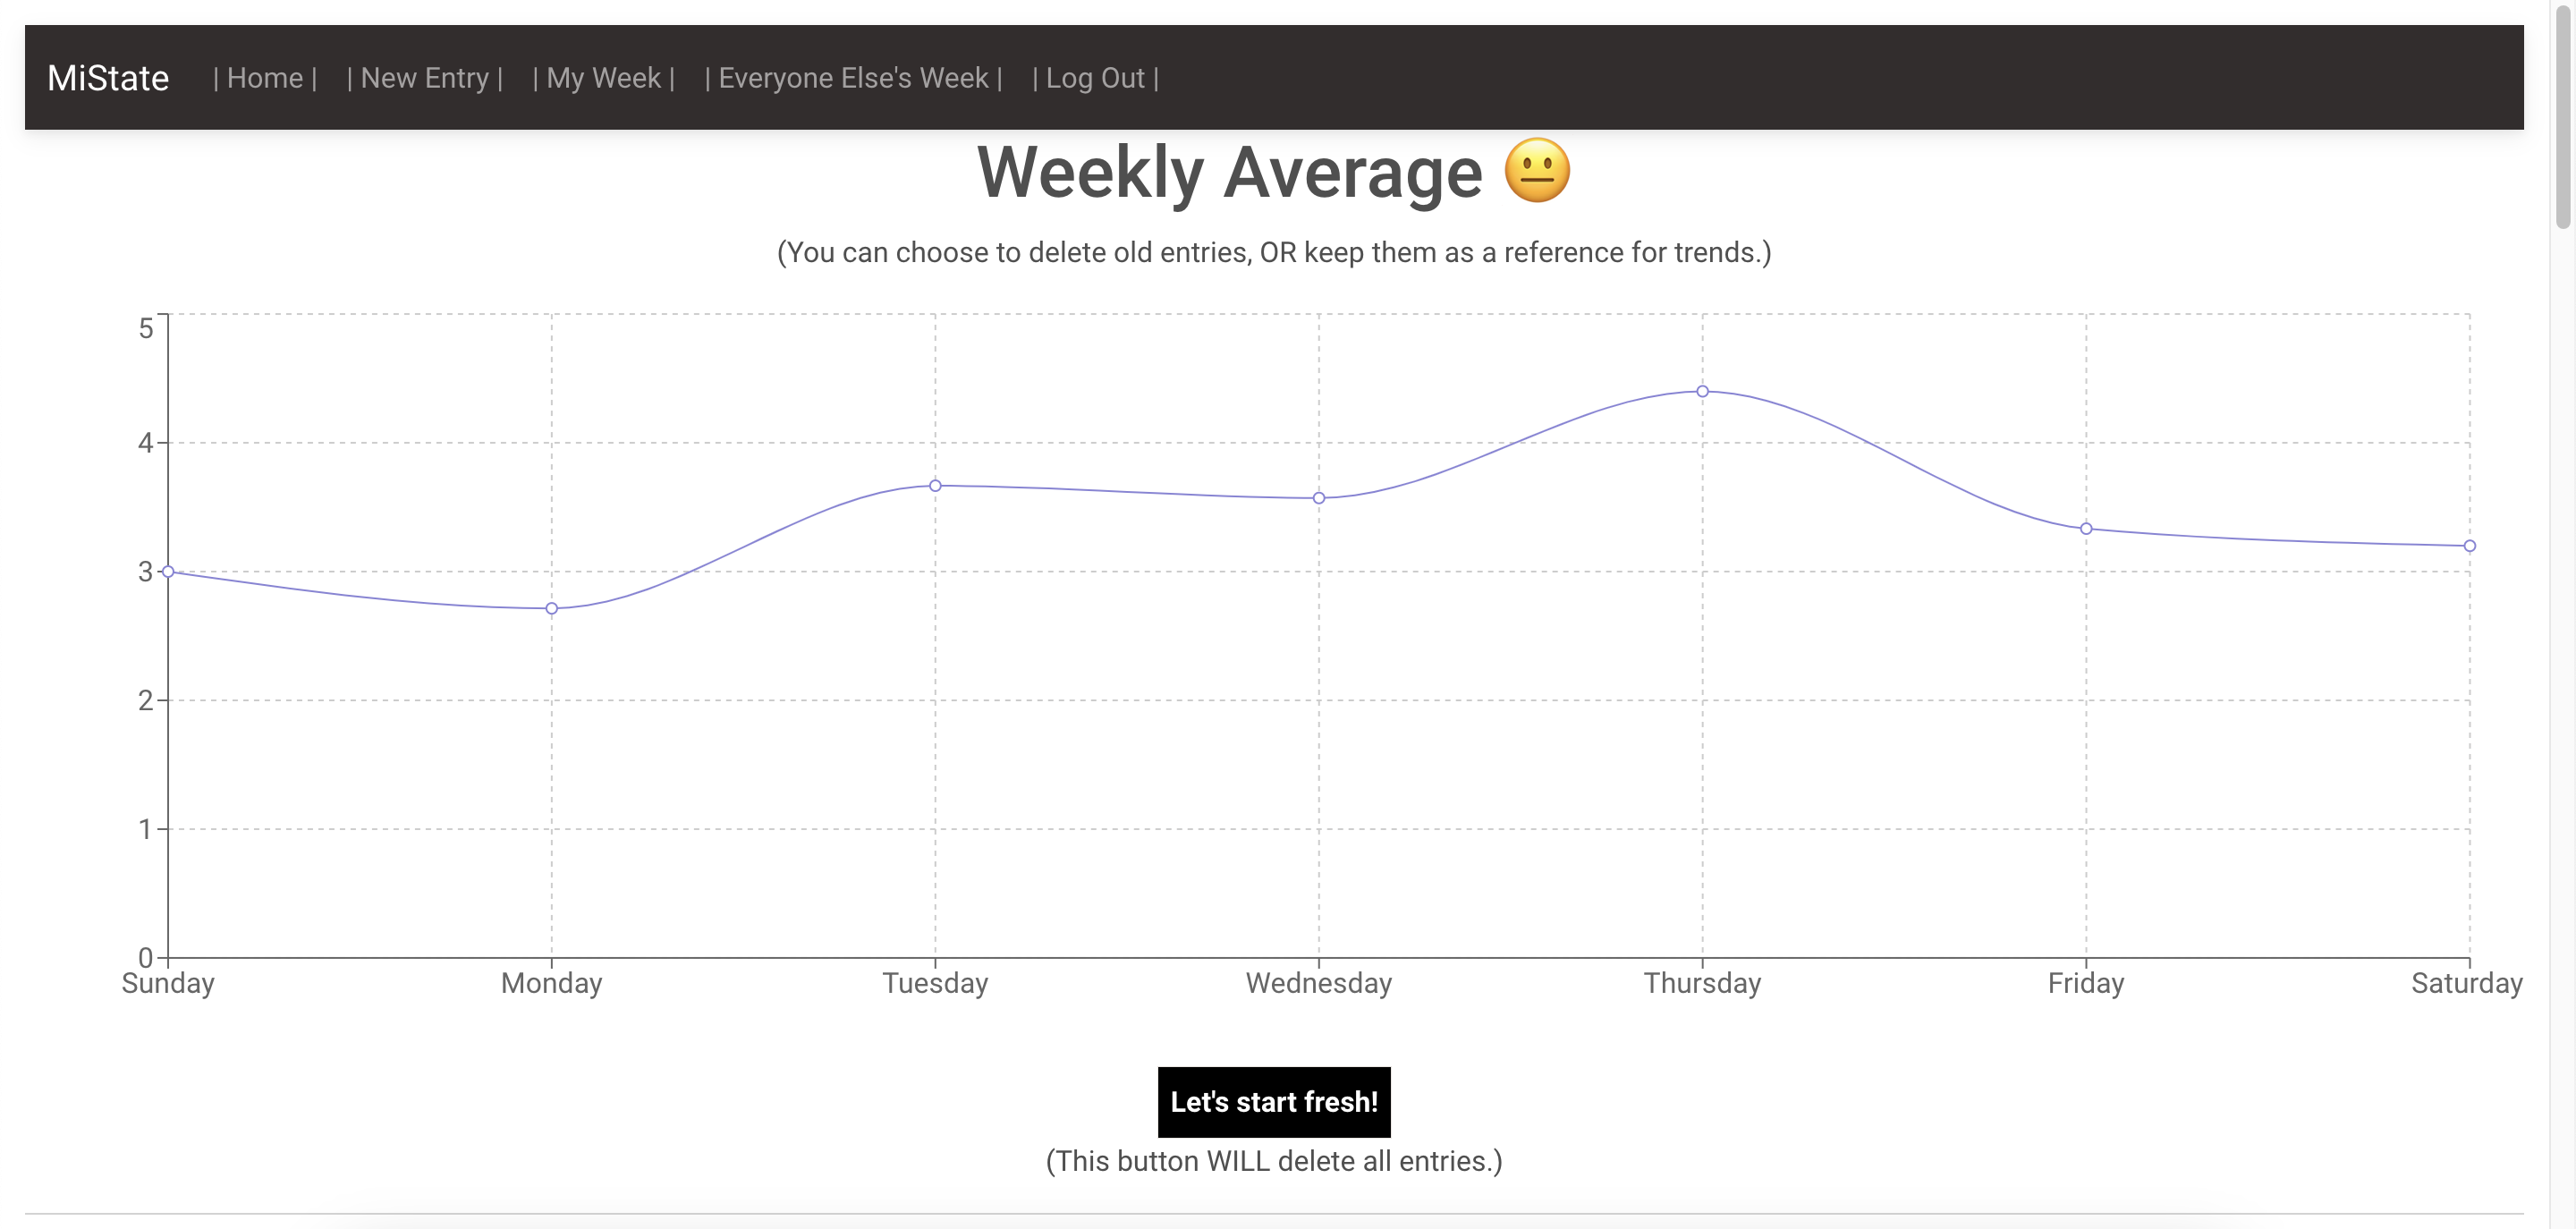 MiState | Home | | New Entry | | My Week | | Everyone Else's Week | | Log Out |
Weekly Average 😐
(You can choose to delete old entries, OR keep them as a reference for trends.)
5
4
3
2
1
0
Sunday Monday Tuesday Wednesday Thursday Friday Saturday
Let's start fresh!
(This button WILL delete all entries.)